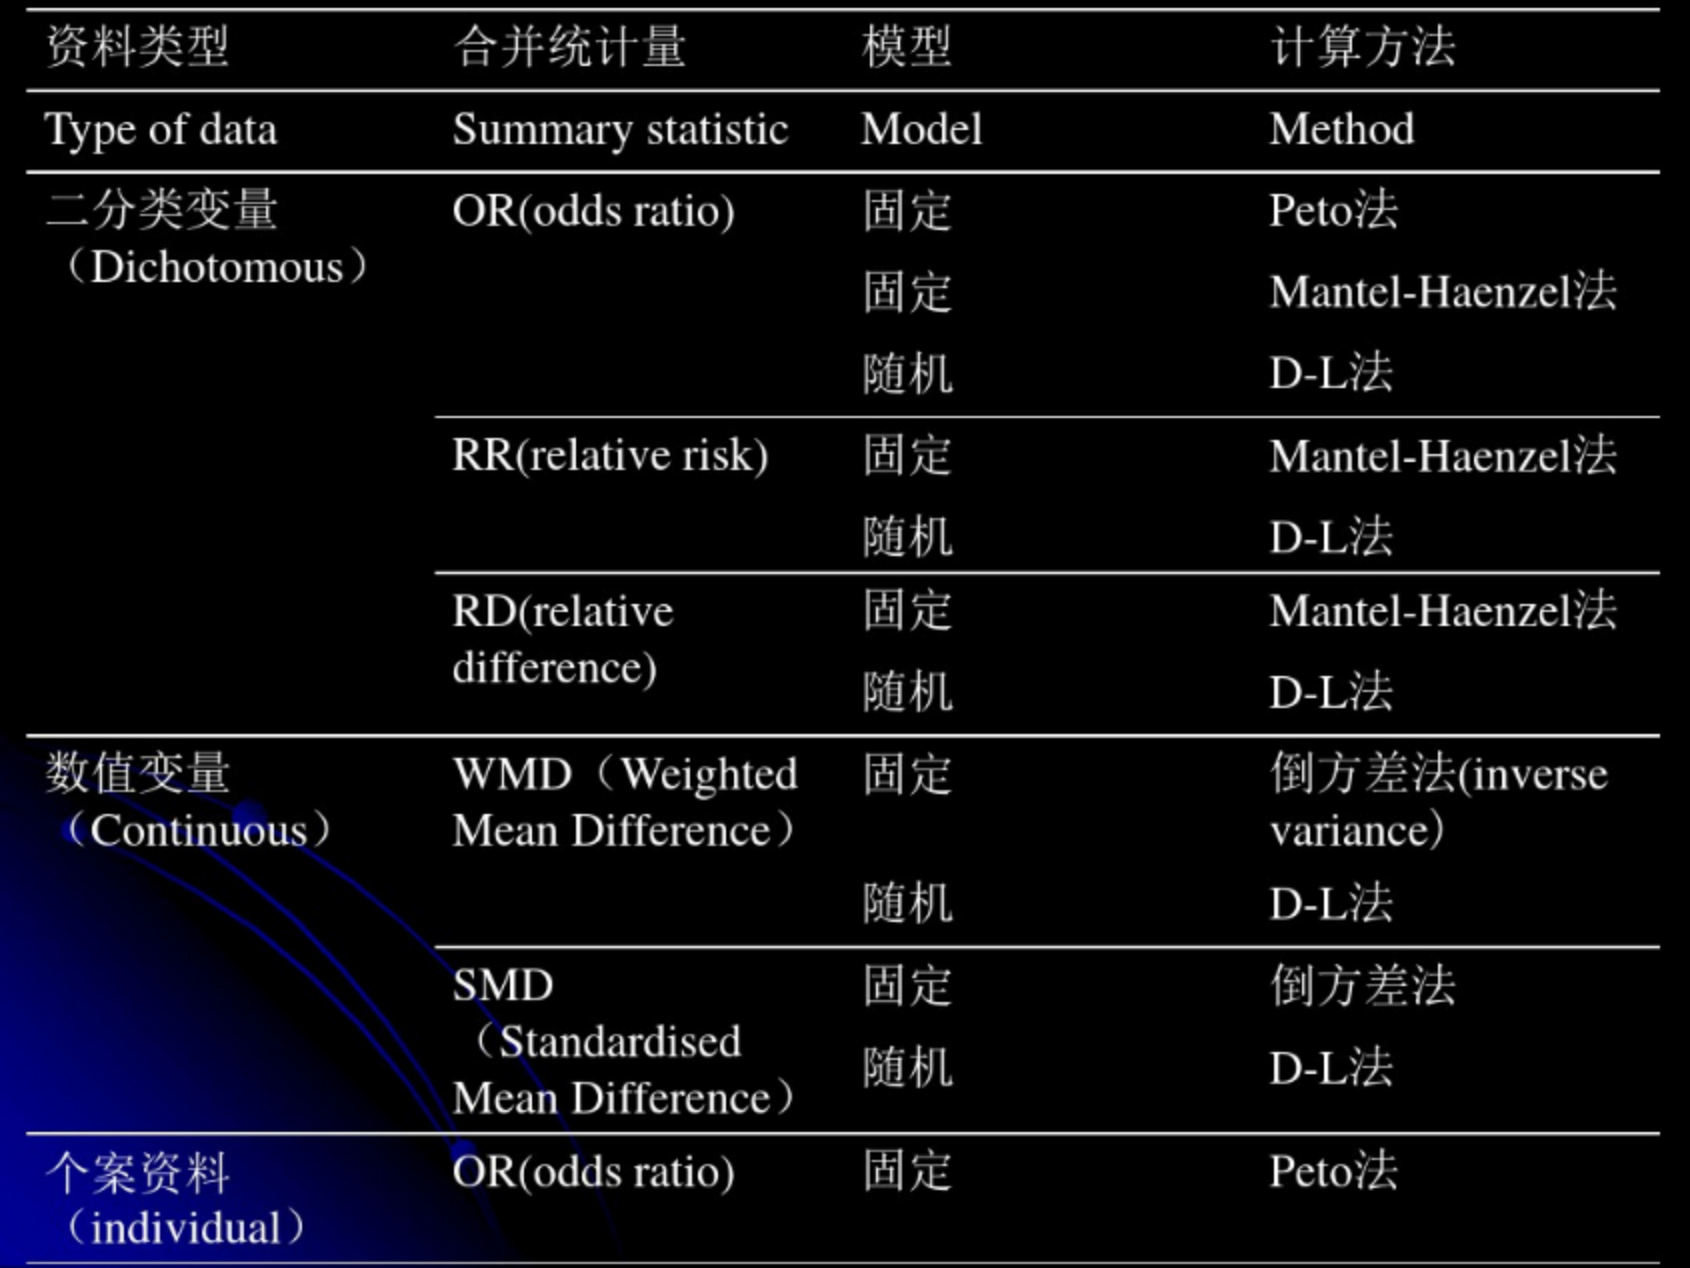 资料类型 合并统计量 模型 计算方法
Type of data Summary statistic Model Method
二分类变量 OR(odds ratio) 固定 Peto法
（Dichotomous）
固定 Mantel-Haenzel法
随机 D-L法
RR(relative risk) 固定 Mantel-Haenzel法
随机 D-L法
RD(relative 固定 Mantel-Haenzel法
difference)
随机 D-L法
数值变量 WMD（Weighted 固定 倒方差法(inverse
（Continuous） Mean Difference） variance）
随机 D-L法
SMD 固定 倒方差法
（Standardised
随机 D-L法
Mean Difference）
个案资料 OR(odds ratio) 固定 Peto法
（individual）